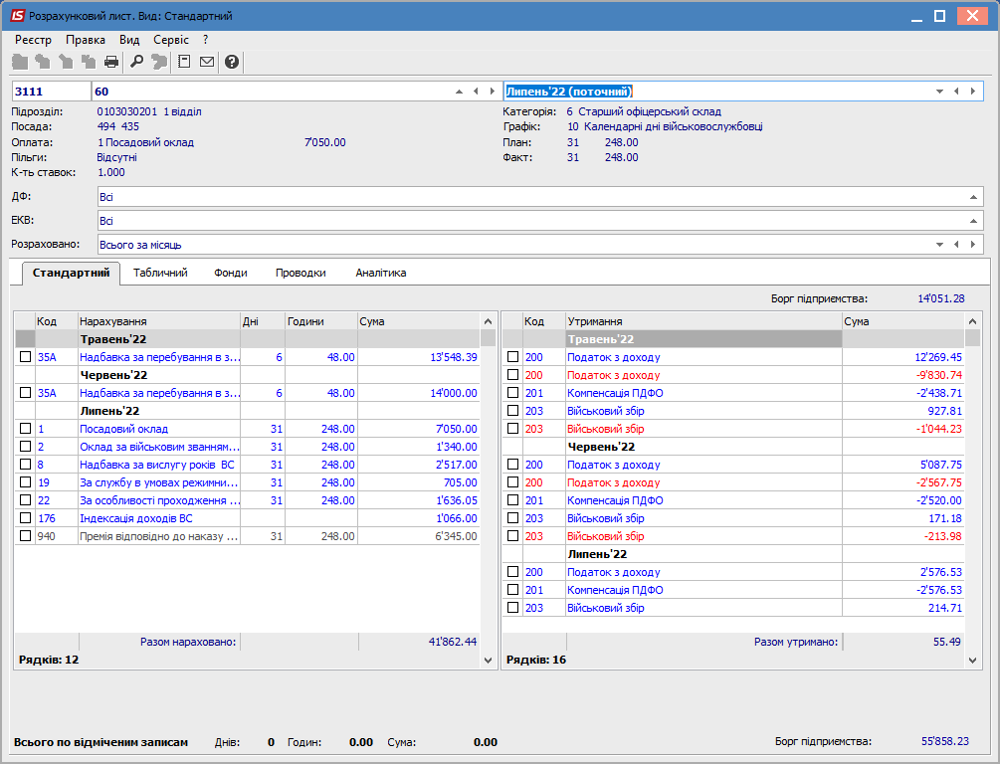 Розрахунковий лист. Вид: Стандартний
Реєстр Правка Вид Сервіс ?
3111 60 Липень'22 (поточний)
Підрозділ: 0103030201 1 відділ Категорія: 6 Старший офіцерський склад
Посада: 494 435 Графік: 10 Календарні дні військовослужбовці
Оплата: 1 Посадовий оклад 7'050.00 План: 31 248.00
Пільги: Відсутні Факт: 31 248.00
К-ть ставок: 1.000
ДФ: Всі
ЕКВ: Всі
Розраховано: Всього за місяць
Стандартний Табличний Фонди Проводки Аналітика
Борг підприємства: 14'051.28
Код Нарахування Дні Години Сума
Травень'22
35А Надбавка за перебування в з... 6 48.00 13'548.39
Червень'22
35А Надбавка за перебування в з... 6 48.00 14'000.00
Липень'22
1 Посадовий оклад 31 248.00 7'050.00
2 Оклад за військовим званням... 31 248.00 1'340.00
8 Надбавка за вислугу років ВС 31 248.00 2'517.00
19 За службу в умовах режимни... 31 248.00 705.00
22 За особливості проходження ... 31 248.00 1'636.05
176 Індексація доходів ВС 1'066.00
940 Премія відповідно до наказу ... 31 248.00 6'345.00
Разом нараховано: 41'862.44
Рядків: 12
Код Утримання Сума
Травень'22
200 Податок з доходу 12'269.45
200 Податок з доходу -9'830.74
201 Компенсація ПДФО -2'438.71
203 Військовий збір 927.81
203 Військовий збір -1'044.23
Червень'22
200 Податок з доходу 5'087.75
200 Податок з доходу -2'567.75
201 Компенсація ПДФО -2'520.00
203 Військовий збір 171.18
203 Військовий збір -213.98
Липень'22
200 Податок з доходу 2'576.53
201 Компенсація ПДФО -2'576.53
203 Військовий збір 214.71
Разом утримано: 55.49
Рядків: 16
Всього по відміченим записам Днів: 0 Годин: 0.00 Сума: 0.00 Борг підприємства: 55'858.23